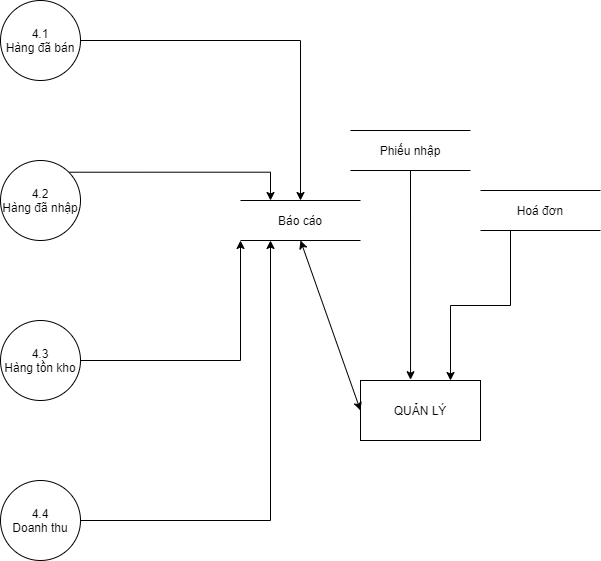 4.1
Hàng đã bán
Phiếu nhập
4.2
Hàng đã nhập
Hoá đơn
Báo cáo
4.3
Hàng tồn kho
QUẢN LÝ
4.4
Doanh thu